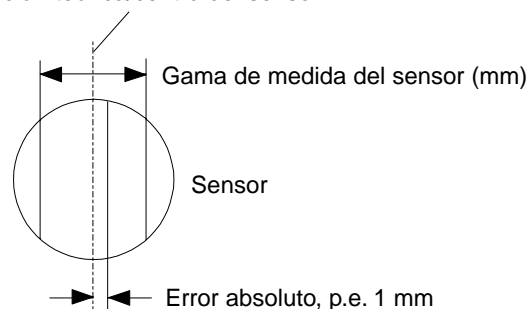 Gama de medida del sensor (mm)
Sensor
Error absoluto, p.e. 1 mm